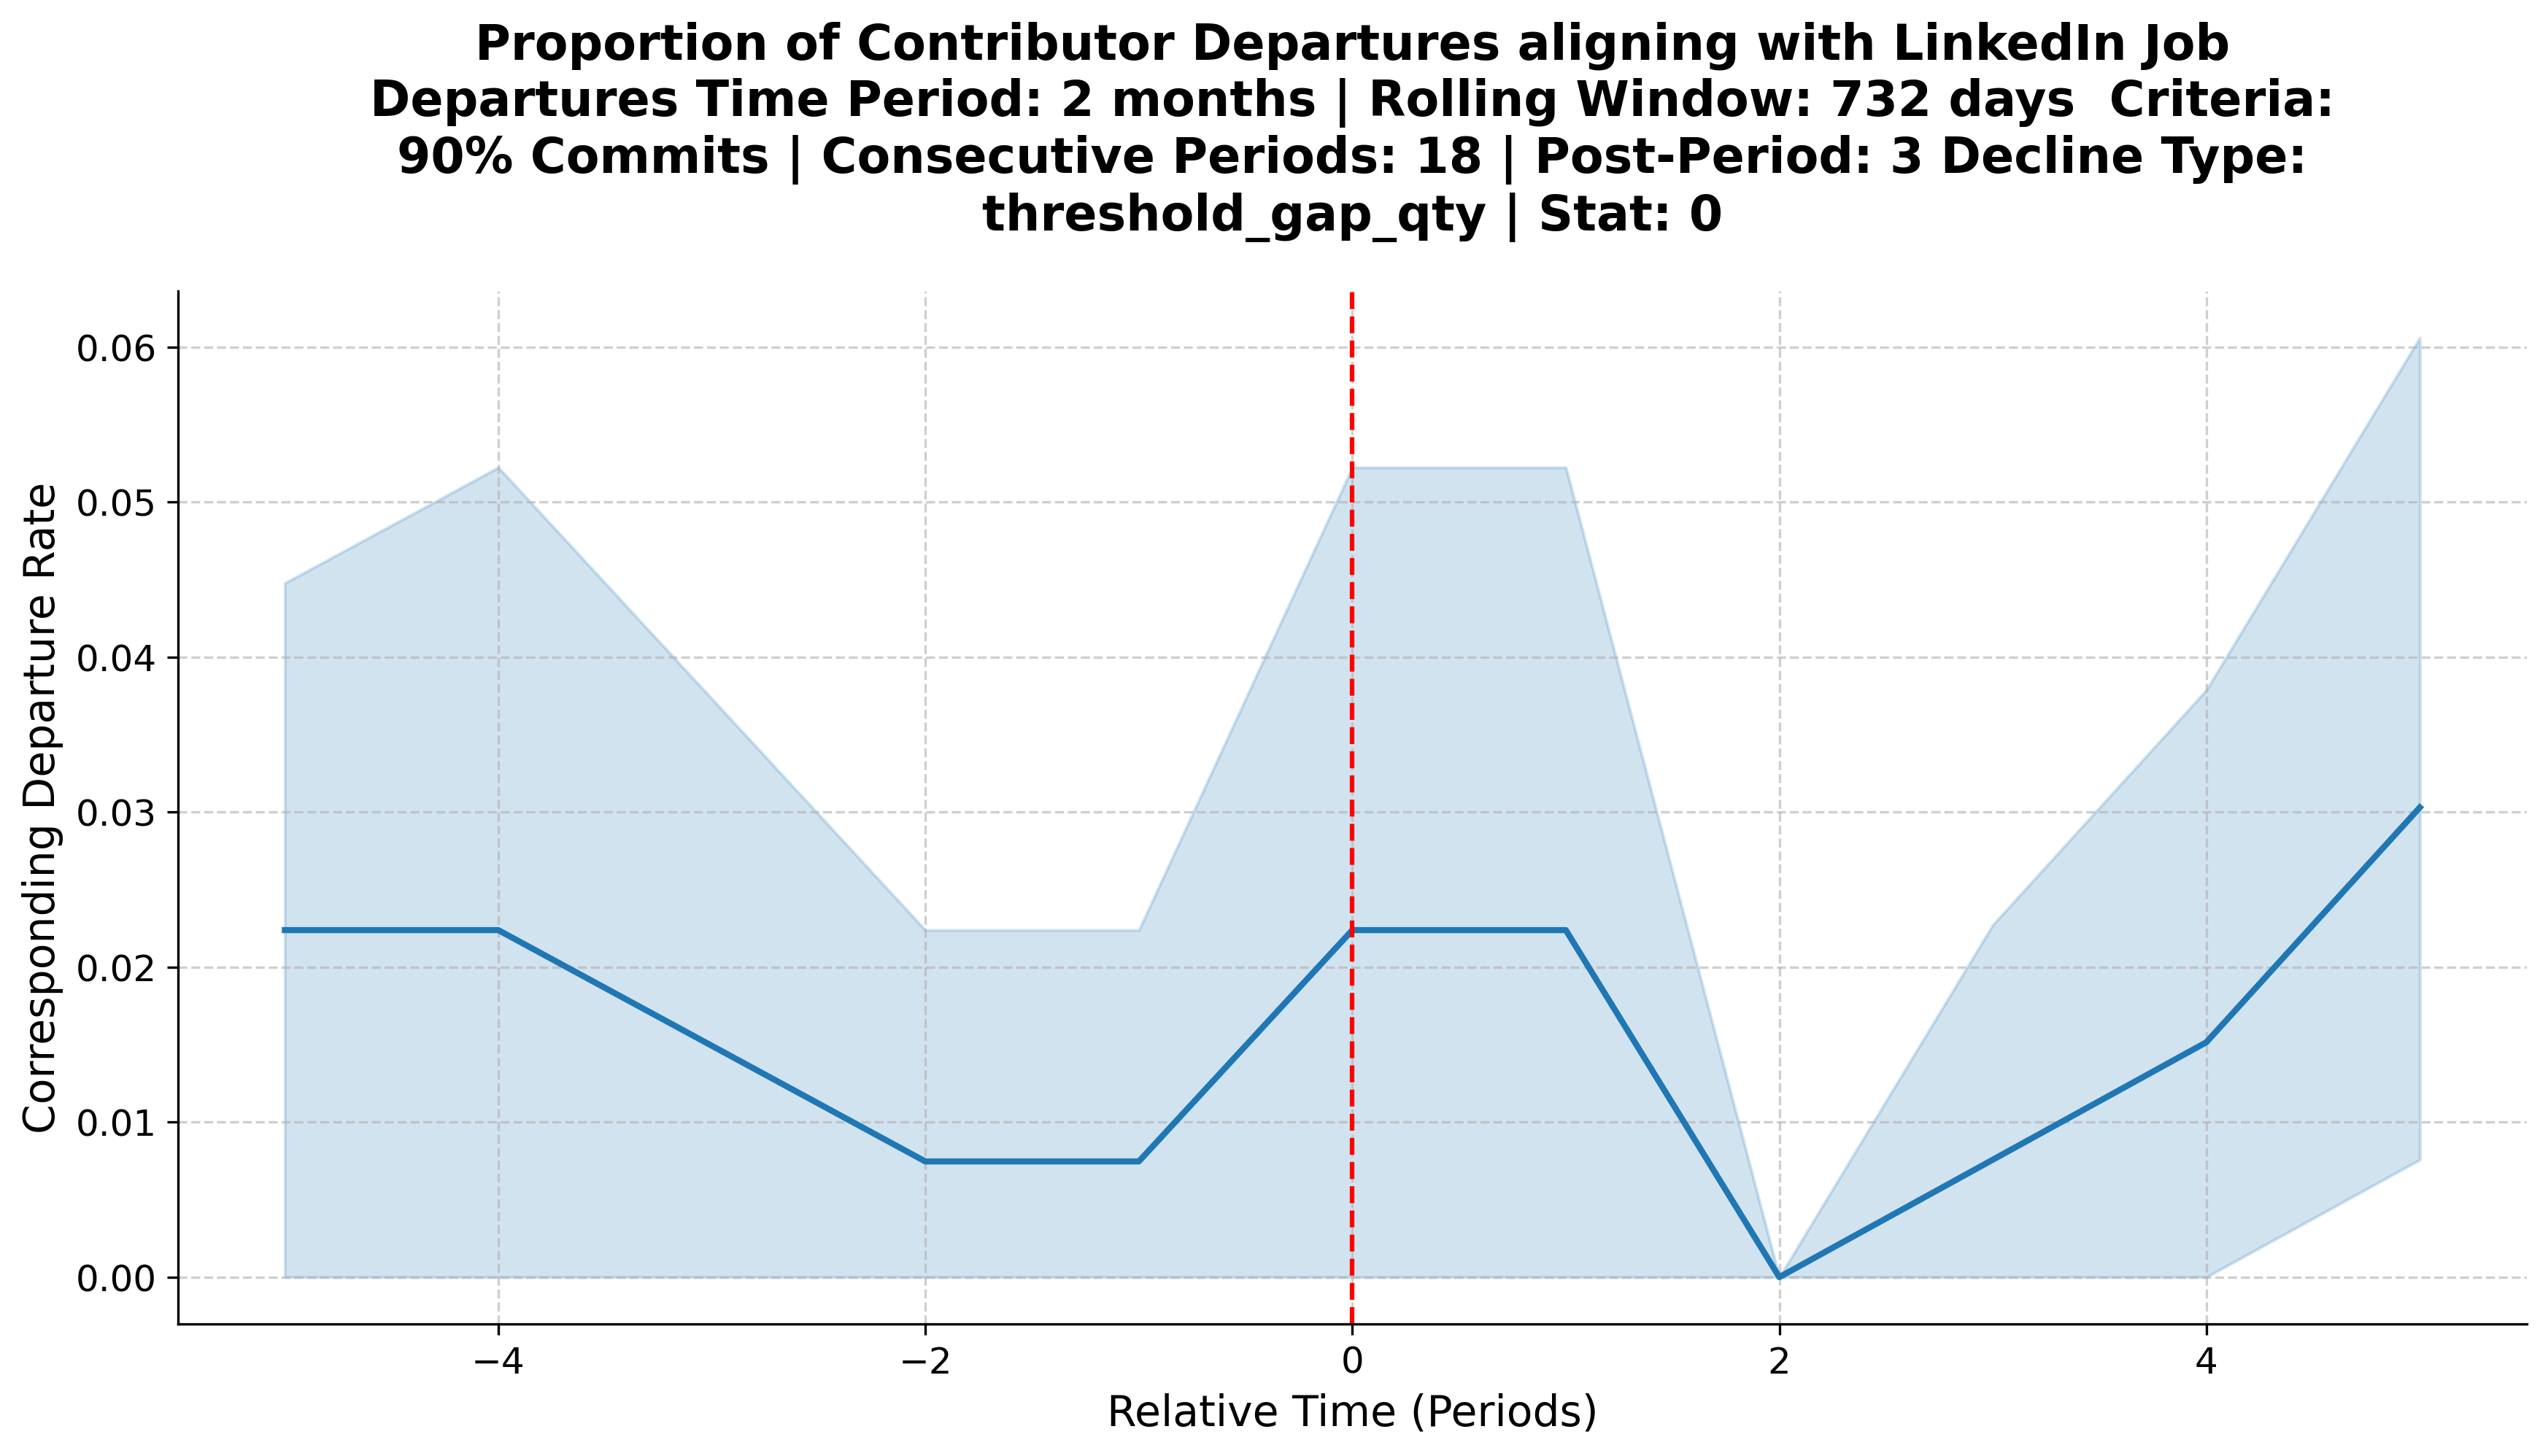 Proportion of Contributor Departures aligning with LinkedIn Job
Departures Time Period: 2 months | Rolling Window: 732 days  Criteria:
90% Commits | Consecutive Periods: 18 | Post-Period: 3 Decline Type:
threshold_gap_qty | Stat: 0
Corresponding Departure Rate
0.06
0.05
0.04
0.03
0.02
0.01
0.00
−4
−2
0
2
4
Relative Time (Periods)